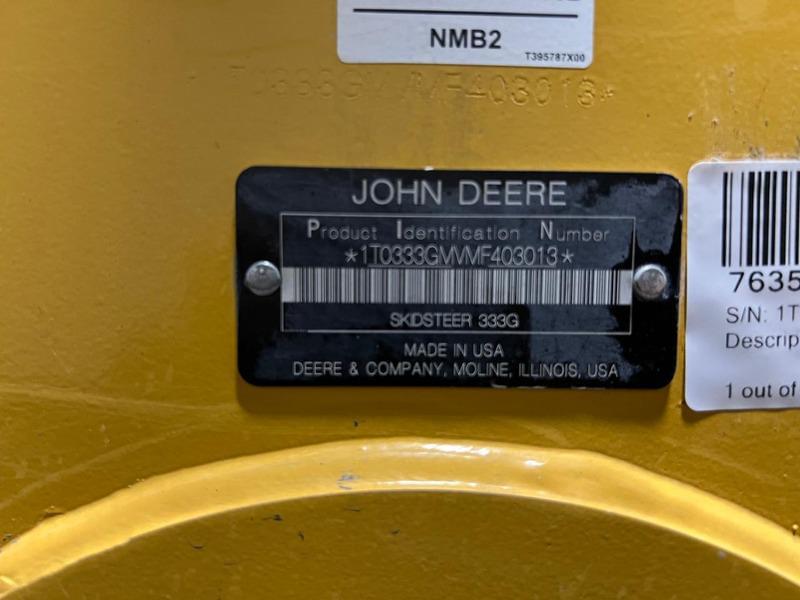 NMB2
T395787X00
JOHN DEERE
Product Identification Number
*1T0333GMVMF403013*
SKIDSTEER 333G
MADE IN USA
DEERE & COMPANY, MOLINE, ILLINOIS, USA
7635
S/N: 1T
Descrip
1 out of